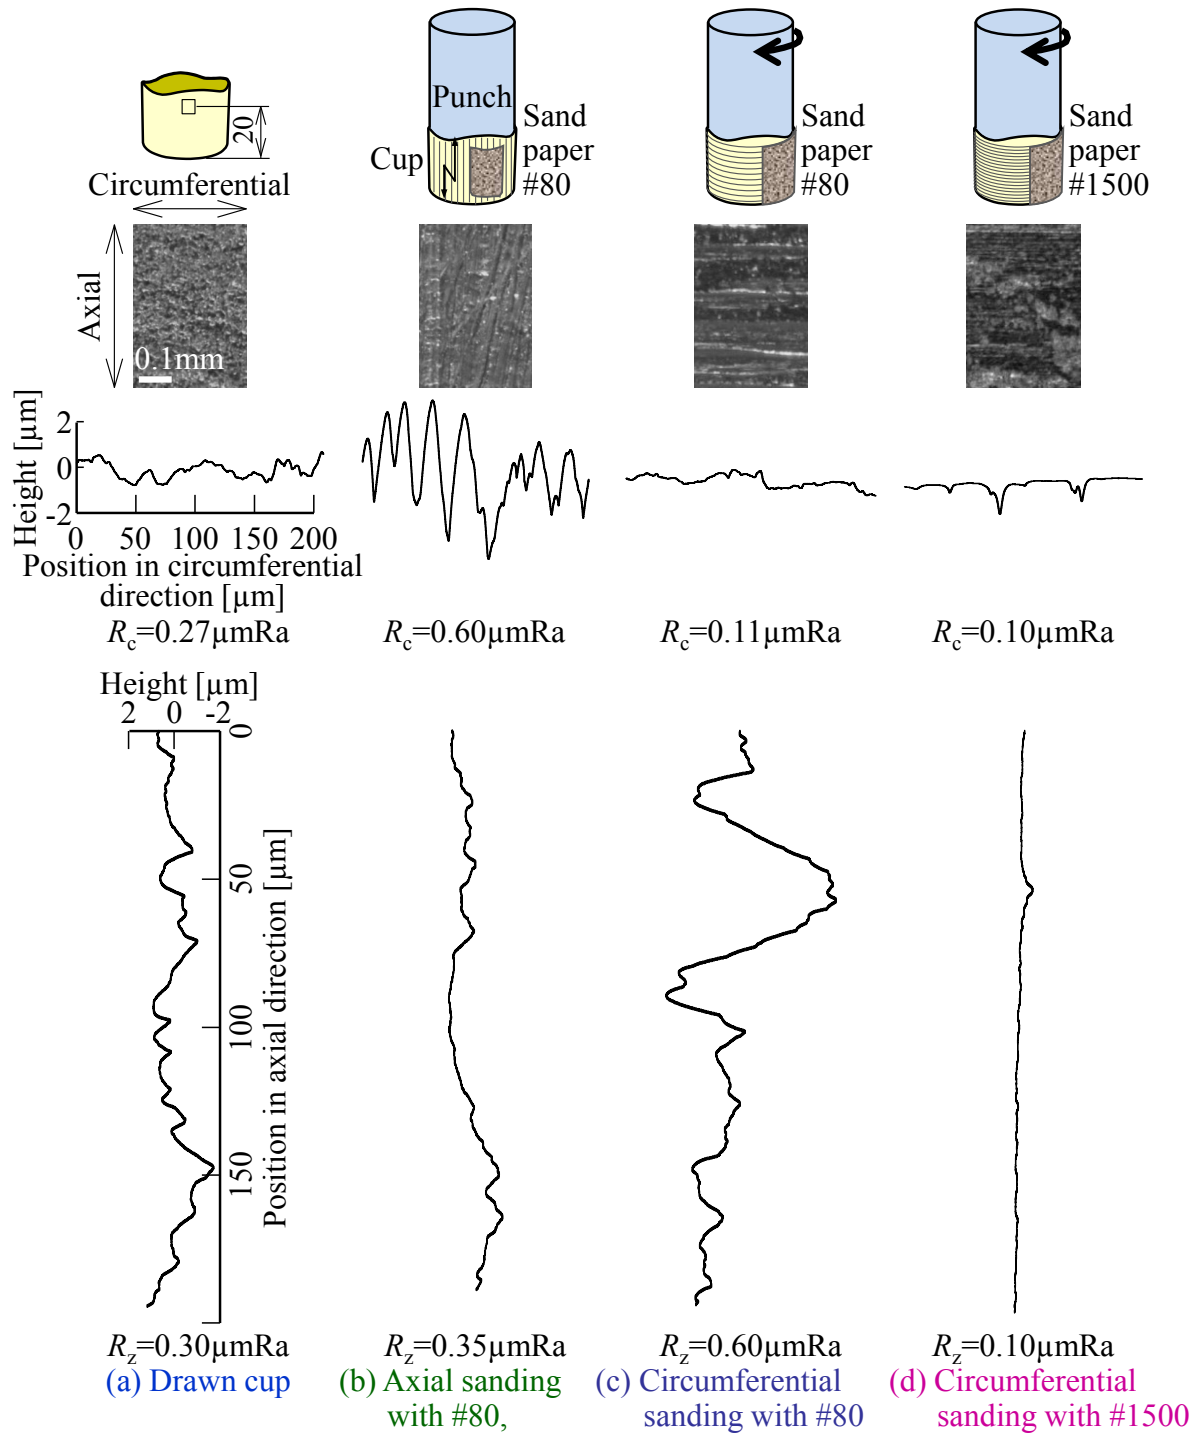 Punch
Sand
paper
#80
Cup
20
Sand
paper
#80
Sand
paper
#1500
Circumferential
Axial
0.1mm
Height [µm]
2
0
-2
0 50 100 150 200
Position in circumferential
direction [µm]
Rc=0.27µmRa
Rc=0.60µmRa
Rc=0.11µmRa
Rc=0.10µmRa
Height [µm]
2 0 -2
0
50
100
150
Position in axial direction [µm]
Rz=0.30µmRa
Rz=0.35µmRa
Rz=0.60µmRa
Rz=0.10µmRa
(a) Drawn cup
(b) Axial sanding
with #80,
(c) Circumferential
sanding with #80
(d) Circumferential
sanding with #1500